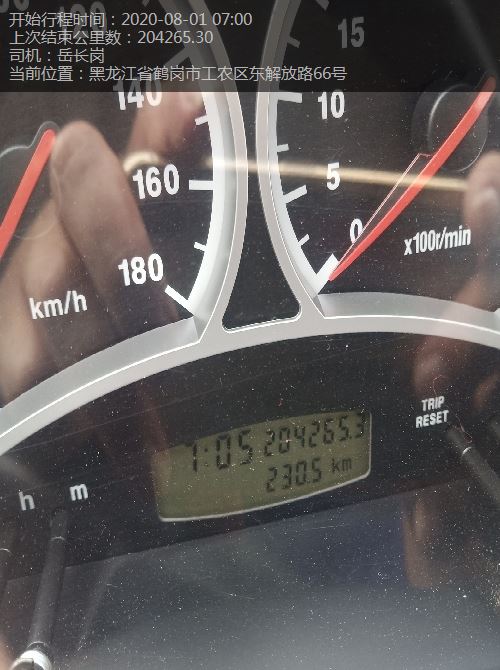 开始行程时间：2020-08-01 07:00
上次结束公里数：204265.30
司机：岳长岗
当前位置：黑龙江省鹤岗市工农区东解放路66号
15
140
10
160
5
0
x100r/min
180
km/h
TRIP
RESET
1:05 204265.3
230.5 km
h m